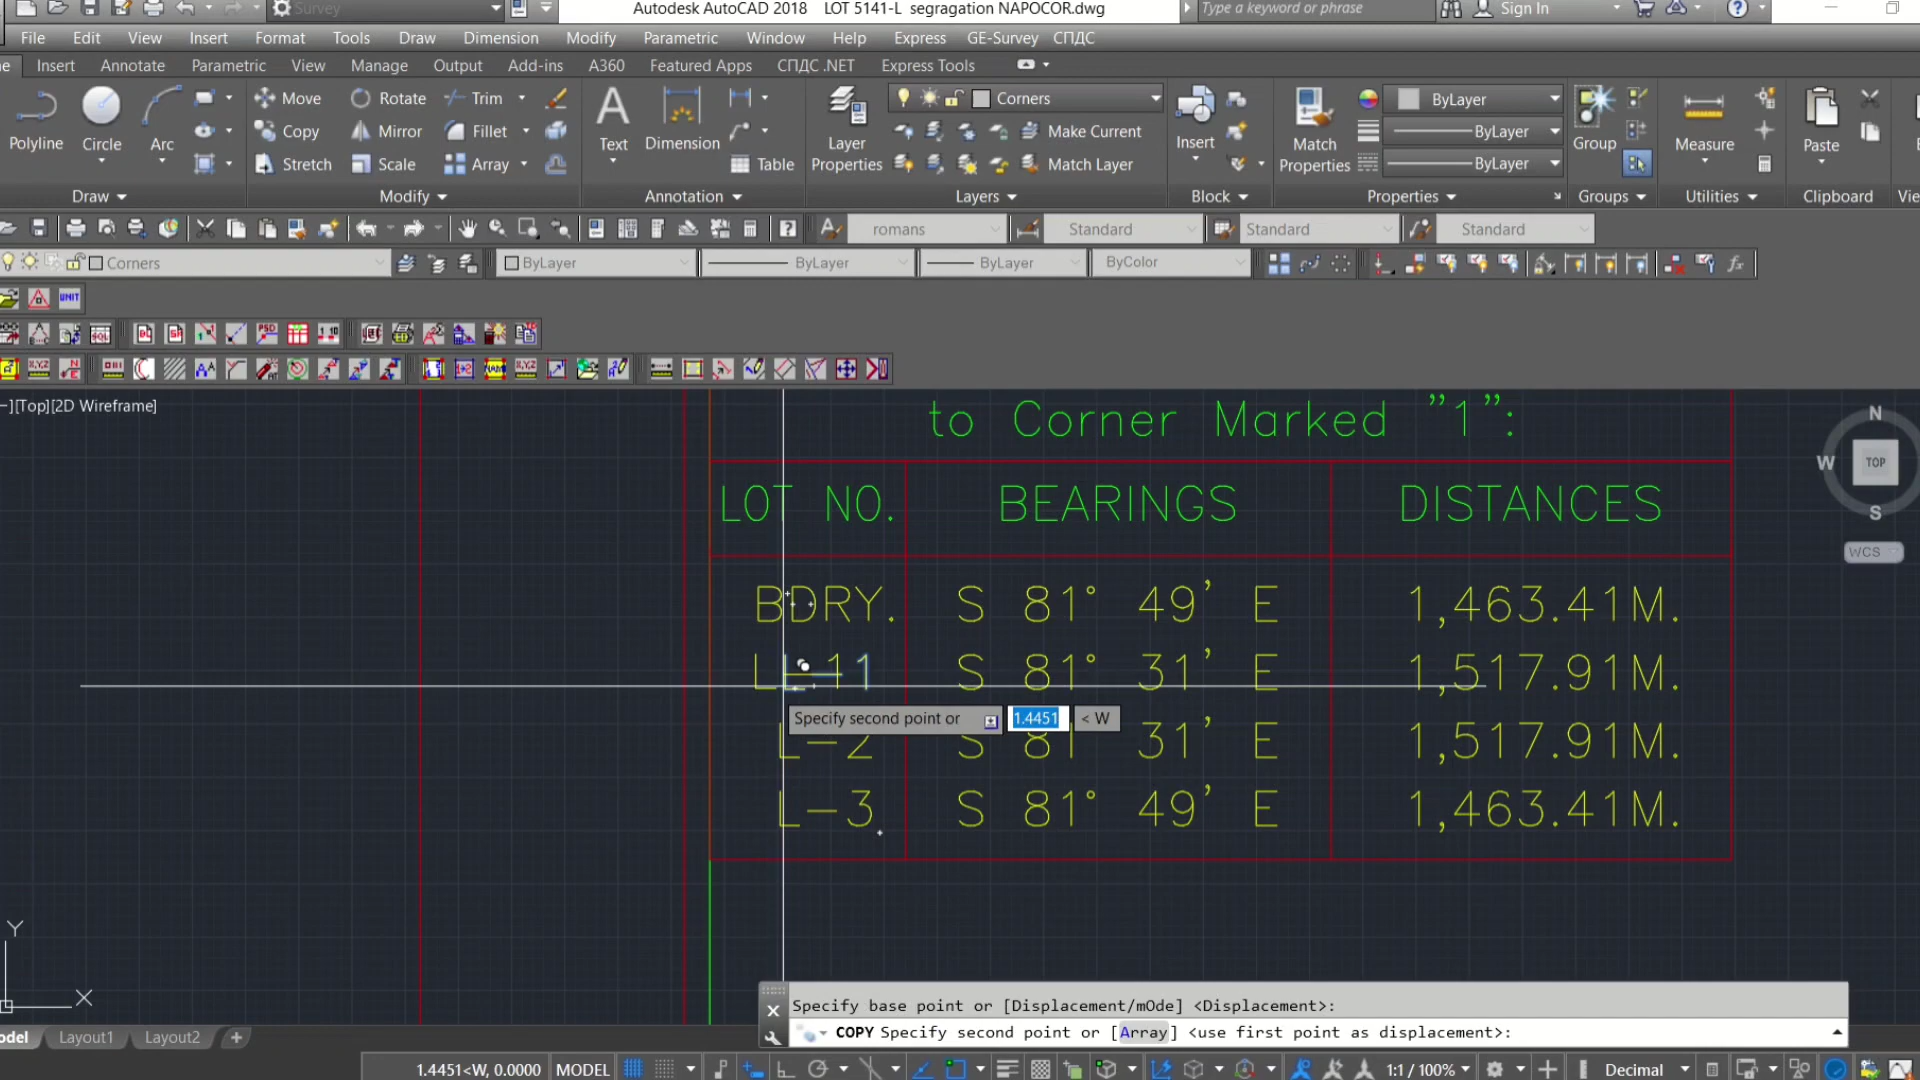 Survey
Autodesk AutoCAD 2018 LOT 5141-L segragation NAPOCOR.dwg
Type a keyword or phrase
Sign In
File Edit View Insert Format Tools Draw Dimension Modify Parametric Window Help Express GE-Survey СПДС
Insert Annotate Parametric View Manage Output Add-ins A360 Featured Apps СПДС .NET Express Tools
Polyline Circle Arc
Move Rotate Trim
Copy Mirror Fillet
Stretch Scale Array
Text Dimension Table
Layer Properties
Corners
Make Current
Match Layer
Insert
Match Properties
ByLayer
ByLayer
ByLayer
Group
Measure
Paste
Draw Modify Annotation Layers Block Properties Groups Utilities Clipboard
romans Standard Standard Standard
Corners ByLayer ByLayer ByLayer ByColor
UNIT
[Top][2D Wireframe]
N
W TOP
S
WCS
to Corner Marked "1":
LOT NO. BEARINGS DISTANCES
BDRY. S 81° 49' E 1,463.41M.
S 81° 31' E 1,517.91M.
Specify second point or 1.4451 < W
L-2 S 81° 31' E 1,517.91M.
L-3 S 81° 49' E 1,463.41M.
Y
X
Specify base point or [Displacement/mOde] <Displacement>:
COPY Specify second point or [Array] <use first point as displacement>:
Layout1 Layout2 +
1.4451<W, 0.0000 MODEL 1:1 / 100% Decimal